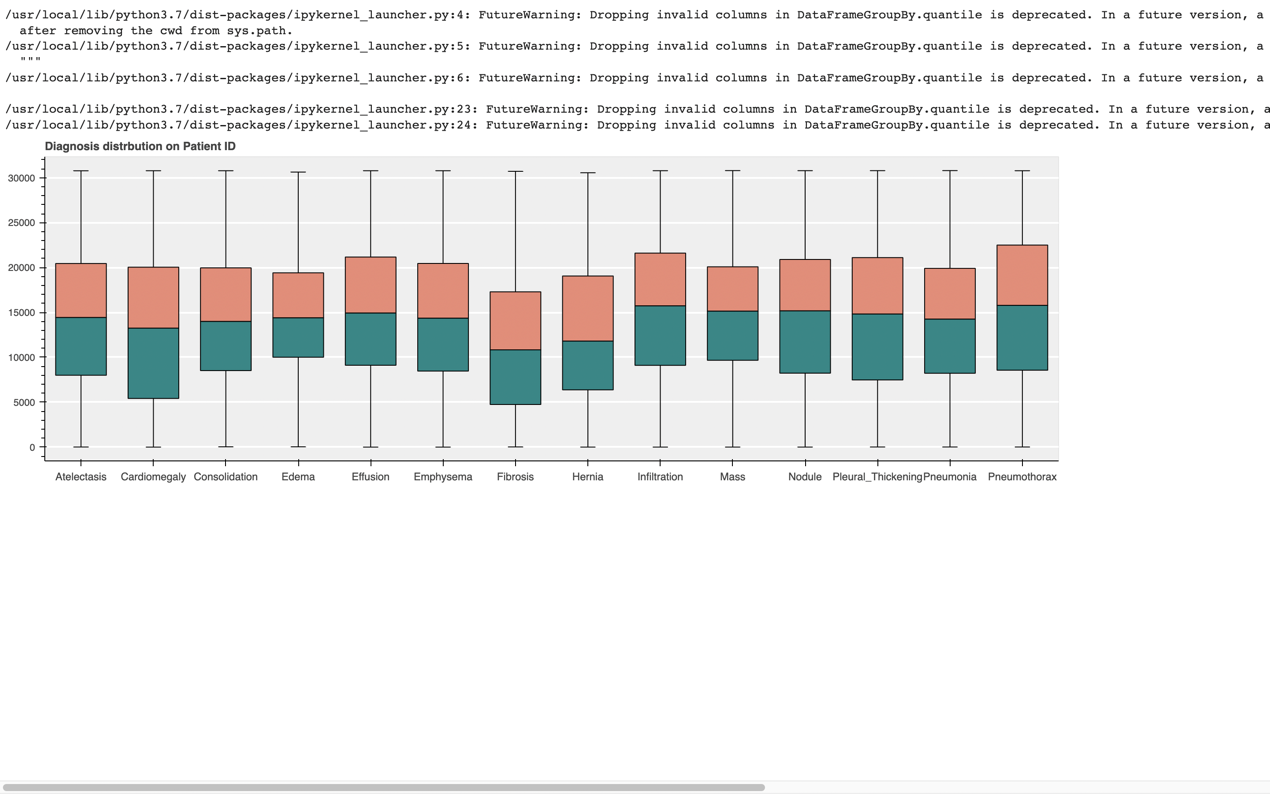 /usr/local/lib/python3.7/dist-packages/ipykernel_launcher.py:4: FutureWarning: Dropping invalid columns in DataFrameGroupBy.quantile is deprecated. In a future version, a
after removing the cwd from sys.path.
/usr/local/lib/python3.7/dist-packages/ipykernel_launcher.py:5: FutureWarning: Dropping invalid columns in DataFrameGroupBy.quantile is deprecated. In a future version, a
"""
/usr/local/lib/python3.7/dist-packages/ipykernel_launcher.py:6: FutureWarning: Dropping invalid columns in DataFrameGroupBy.quantile is deprecated. In a future version, a
/usr/local/lib/python3.7/dist-packages/ipykernel_launcher.py:23: FutureWarning: Dropping invalid columns in DataFrameGroupBy.quantile is deprecated. In a future version, a
/usr/local/lib/python3.7/dist-packages/ipykernel_launcher.py:24: FutureWarning: Dropping invalid columns in DataFrameGroupBy.quantile is deprecated. In a future version, a
Diagnosis distrbution on Patient ID
30000
25000
20000
15000
10000
5000
0
Atelectasis Cardiomegaly Consolidation Edema Effusion Emphysema Fibrosis Hernia Infiltration Mass Nodule Pleural_Thickening Pneumonia Pneumothorax